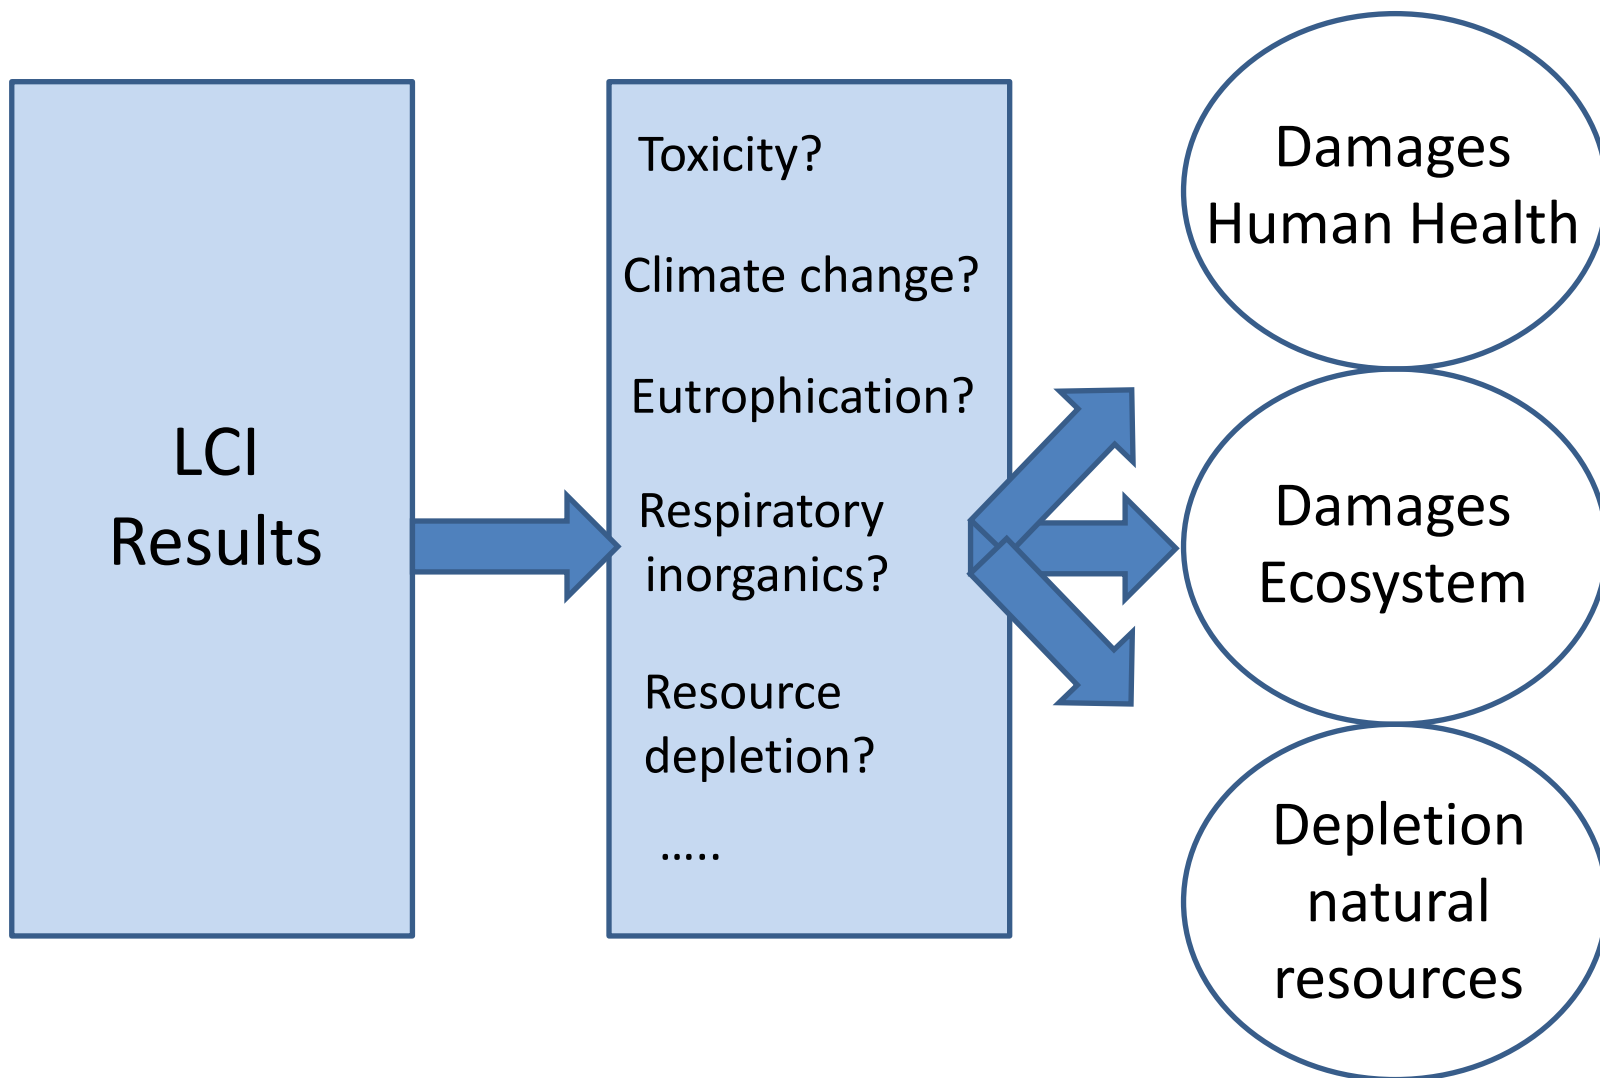 LCI
Results
Toxicity?
Climate change?
Eutrophication?
Respiratory
inorganics?
Resource
depletion?
.....
Damages
Human Health
Damages
Ecosystem
Depletion
natural
resources